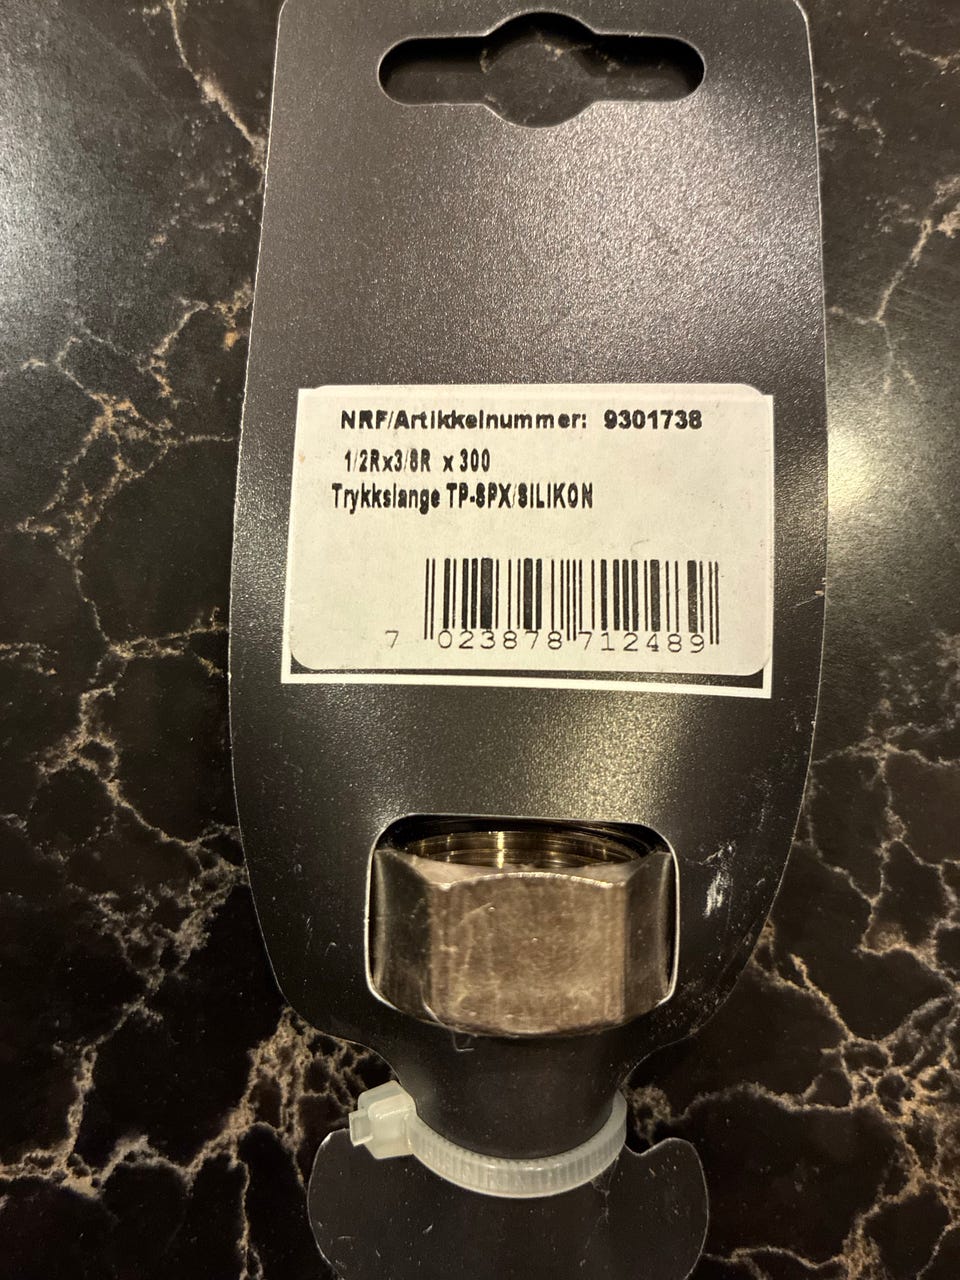 NRF/Artikkelnummer: 9301738
1/2Rx3/8R x 300
Trykkslange TP-SPX/SILIKON
7 023878 712489